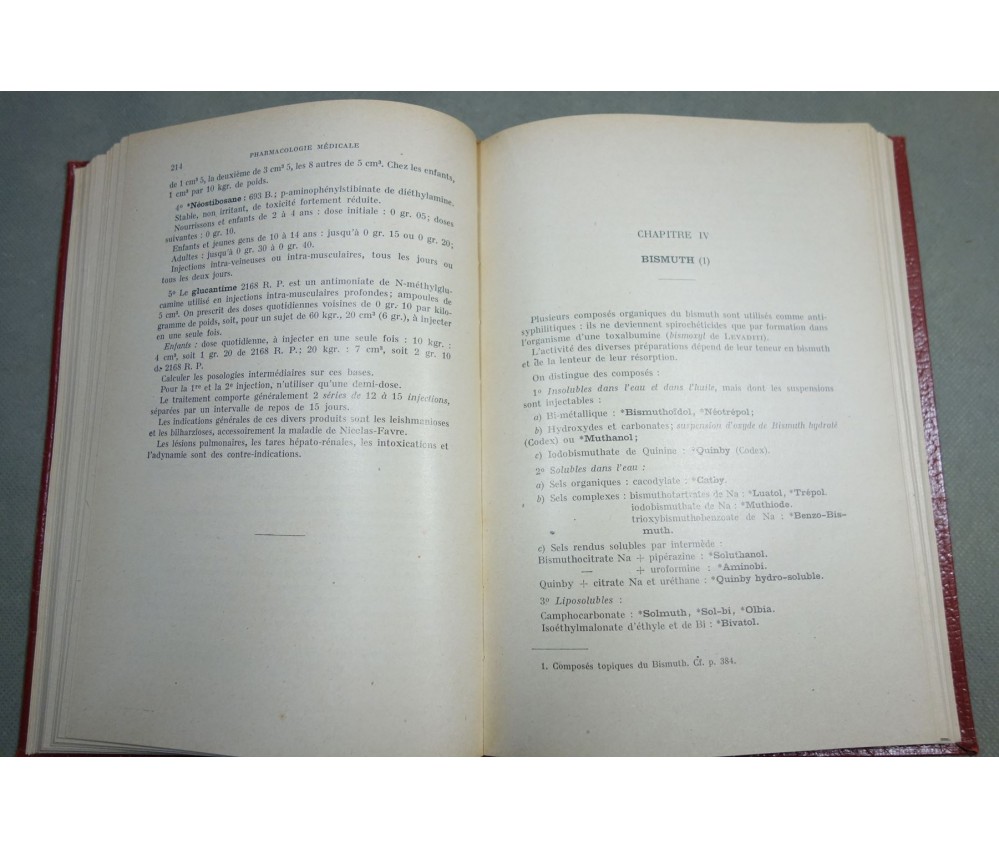 214
PHARMACOLOGIE MÉDICALE
de 1 cm³ 5, la deuxième de 3 cm³ 5, les 8 autres de 5 cm³. Chez les enfants,
1 cm³ par 10 kgr. de poids.
4º *Néostibosane : 693 B. ; p-aminophénylstibinate de diéthylamine.
Stable, non irritant, de toxicité fortement réduite.
Nourrissons et enfants de 2 à 4 ans : dose initiale : 0 gr. 05 ; doses
suivantes : 0 gr. 10.
Enfants et jeunes gens de 10 à 14 ans : jusqu'à 0 gr. 15 ou 0 gr. 20 ;
Adultes : jusqu'à 0 gr. 30 à 0 gr. 40.
Injections intra-veineuses ou intra-musculaires, tous les jours ou
tous les deux jours.
5º Le glucantime 2168 R. P. est un antimoniate de N-méthylglu-
camine utilisé en injections intra-musculaires profondes ; ampoules de
5 cm³. On prescrit des doses quotidiennes voisines de 0 gr. 10 par kilo-
gramme de poids, soit, pour un sujet de 60 kgr., 20 cm³ (6 gr.), à injecter
en une seule fois.
Enfants : dose quotidienne, à injecter en une seule fois : 10 kgr. :
4 cm³, soit 1 gr. 20 de 2168 R. P. ; 20 kgr. : 7 cm³, soit 2 gr. 10
de 2168 R. P.
Calculer les posologies intermédiaires sur ces bases.
Pour la 1re et la 2e injection, n'utiliser qu'une demi-dose.
Le traitement comporte généralement 2 séries de 12 à 15 injections,
séparées par un intervalle de repos de 15 jours.
Les indications générales de ces divers produits sont les leishmanioses
et les bilharzioses, accessoirement la maladie de Nicolas-Favre.
Les lésions pulmonaires, les tares hépato-rénales, les intoxications et
l'adynamie sont des contre-indications.
CHAPITRE IV
BISMUTH (1)
Plusieurs composés organiques du bismuth sont utilisés comme anti-
syphilitiques : ils ne deviennent spirochéticides que par formation dans
l'organisme d'une toxalbumine (bismoxyl de LEVADITI).
L'activité des diverses préparations dépend de leur teneur en bismuth
et de la lenteur de leur résorption.
On distingue des composés :
1º Insolubles dans l'eau et dans l'huile, mais dont les suspensions
sont injectables :
a) Bi-métallique : *Bismuthoïdol, *Néotrépol ;
b) Hydroxydes et carbonates ; suspension d'oxyde de Bismuth hydraté
(Codex) ou *Muthanol ;
c) Iodobismuthate de Quinine : *Quinby (Codex).
2º Solubles dans l'eau :
a) Sels organiques : cacodylate : *Cathy.
b) Sels complexes : bismuthotartrates de Na : *Luatol, *Trépol.
iodobismuthate de Na : *Muthiode.
trioxybismuthobenzoate de Na : *Benzo-Bis-
muth.
c) Sels rendus solubles par intermède :
Bismuthocitrate Na + pipérazine : *Soluthanol.
— + uroformine : *Aminobi.
Quinby + citrate Na et uréthane : *Quinby hydro-soluble.
3º Liposolubles :
Camphocarbonate : *Solmuth, *Sol-bi, *Olbia.
Isoéthylmalonate d'éthyle et de Bi : *Bivatol.
1. Composés topiques du Bismuth. Cf. p. 384.